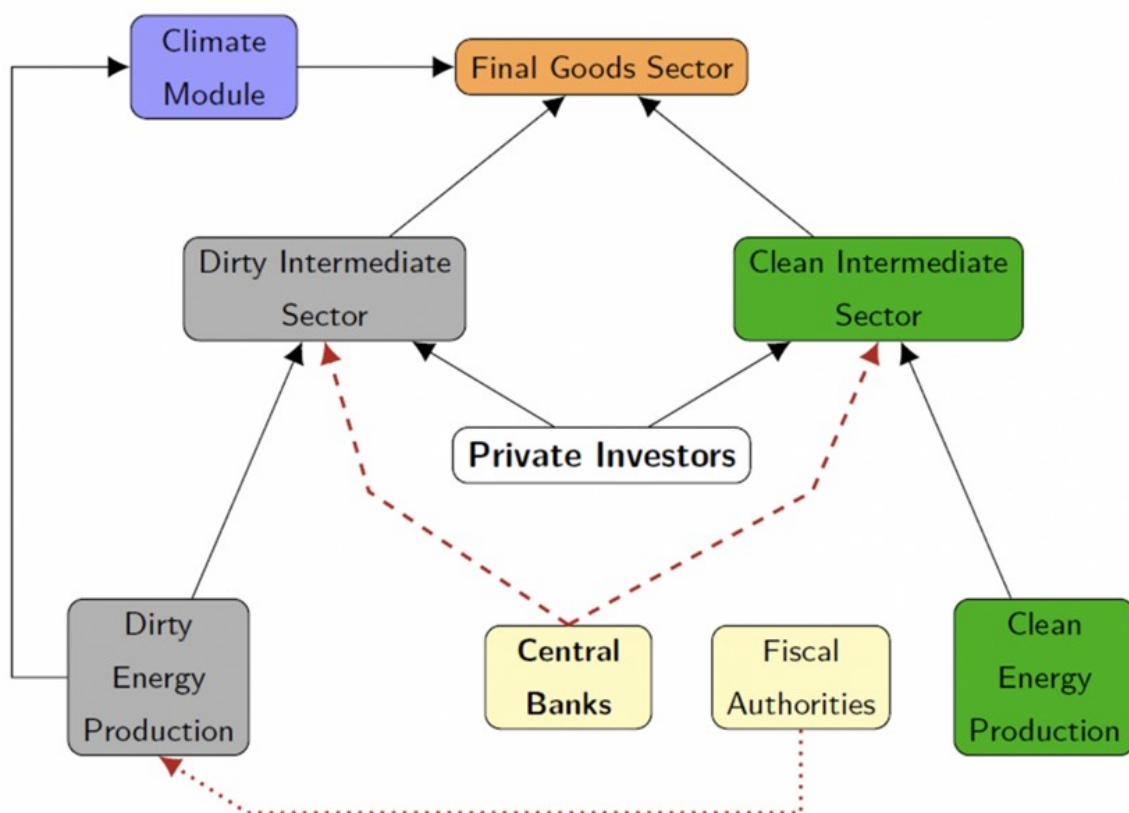 Climate
Module
Final Goods Sector
Dirty Intermediate
Sector
Clean Intermediate
Sector
Private Investors
Dirty
Energy
Production
Central
Banks
Fiscal
Authorities
Clean
Energy
Production